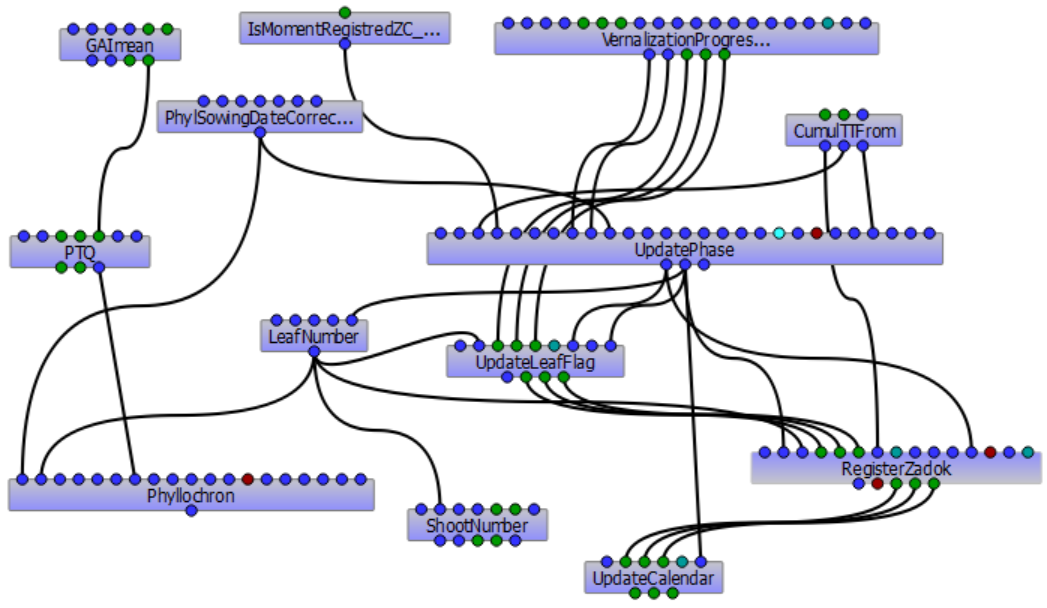 IsMomentRegistredZC_...
GAImean
VernalizationProgres...
PhylSowingDateCorrec...
CumulTTFrom
PTQ
UpdatePhase
LeafNumber
UpdateLeafFlag
RegisterZadok
Phyllochron
ShootNumber
UpdateCalendar